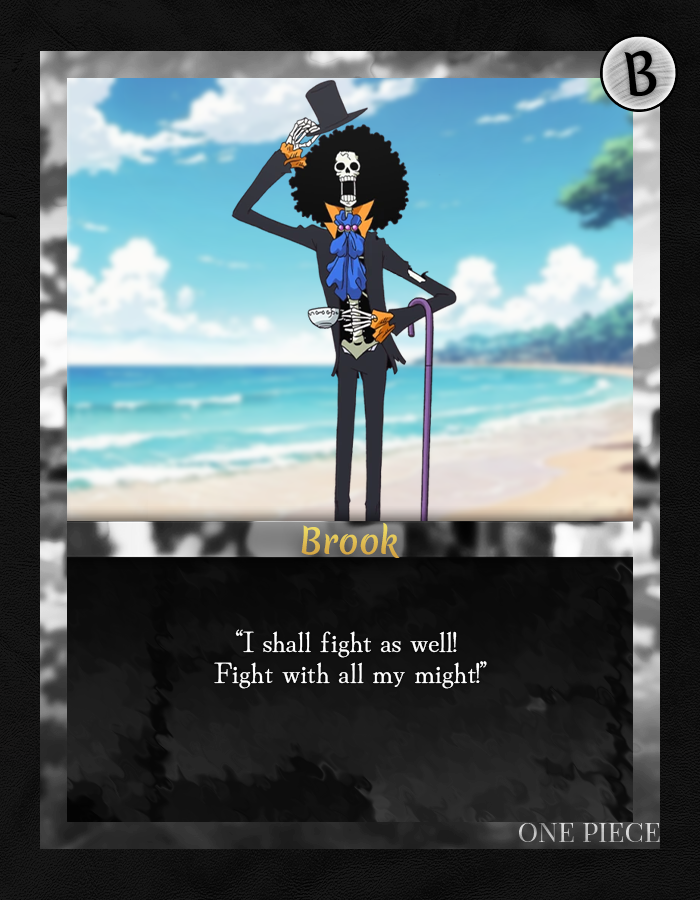 B
Brook
“I shall fight as well!
Fight with all my might!”
ONE PIECE